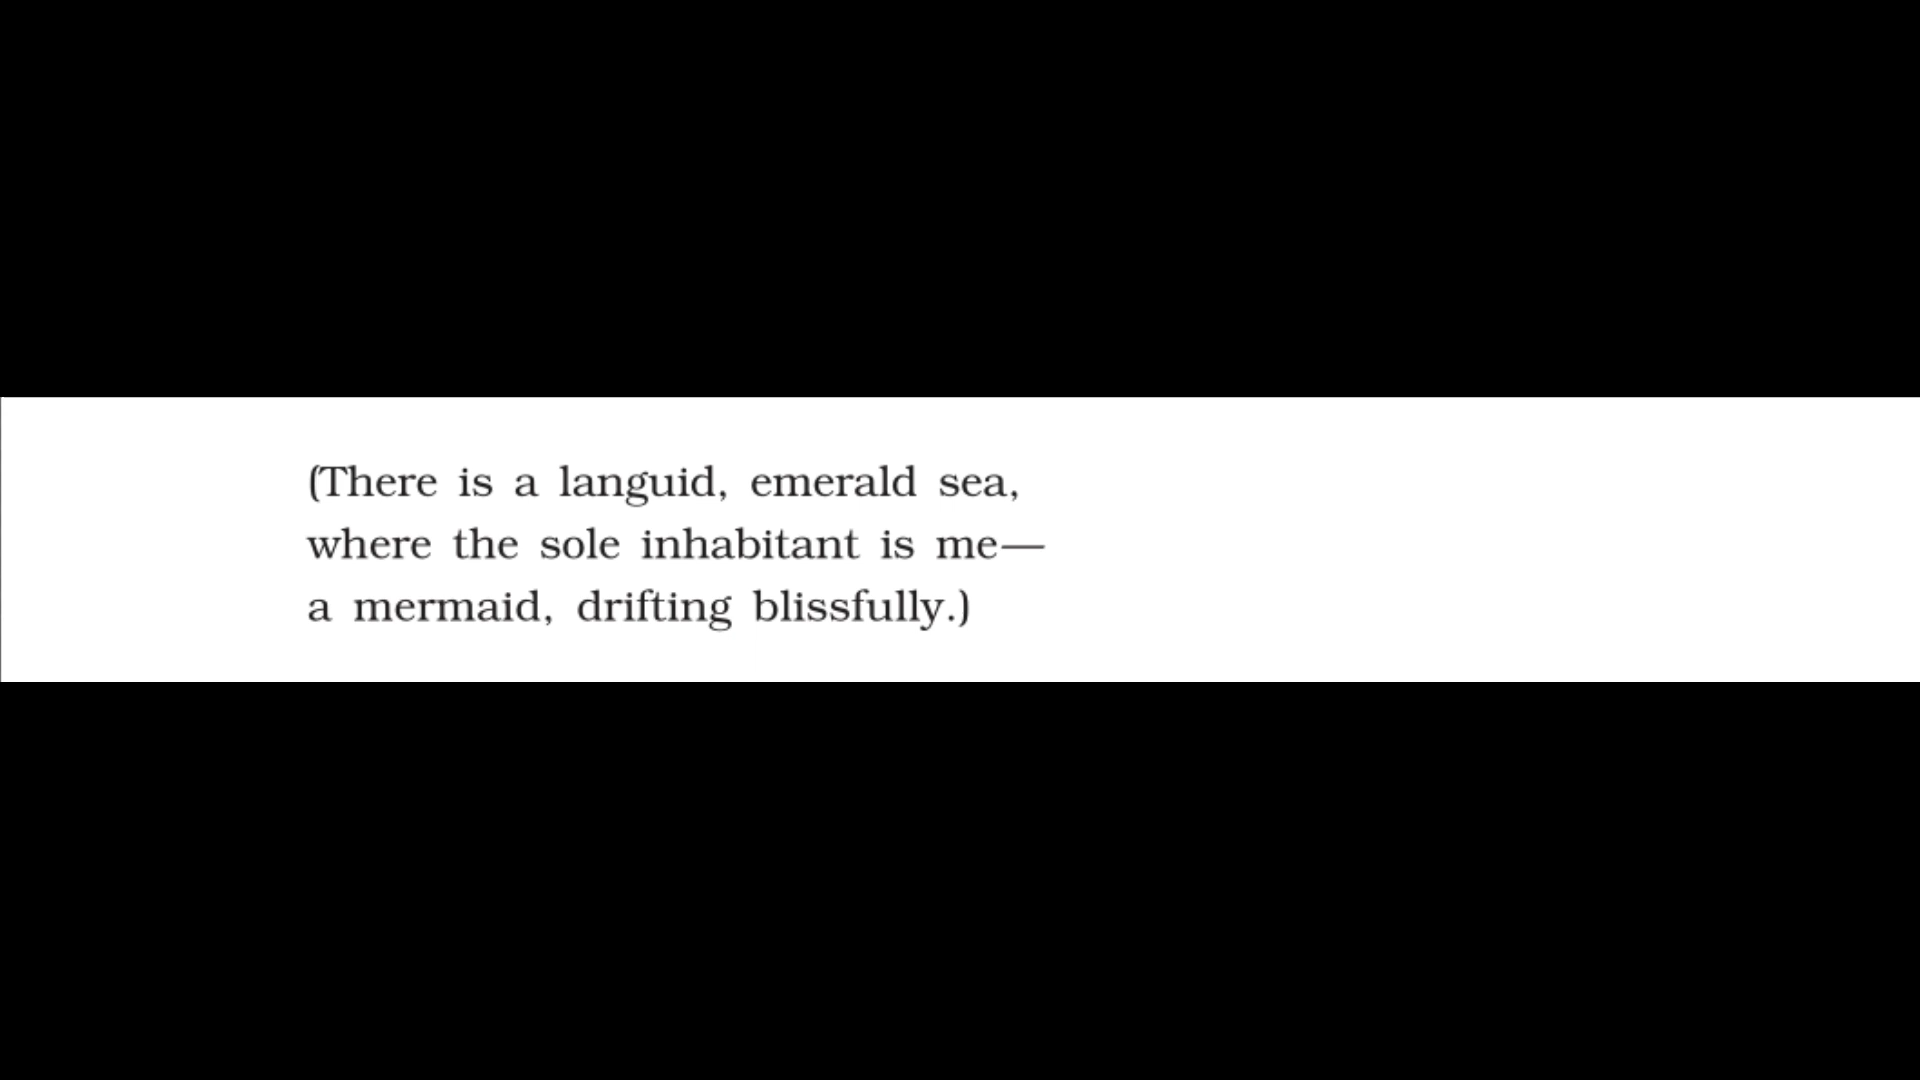 (There is a languid, emerald sea,
where the sole inhabitant is me—
a mermaid, drifting blissfully.)